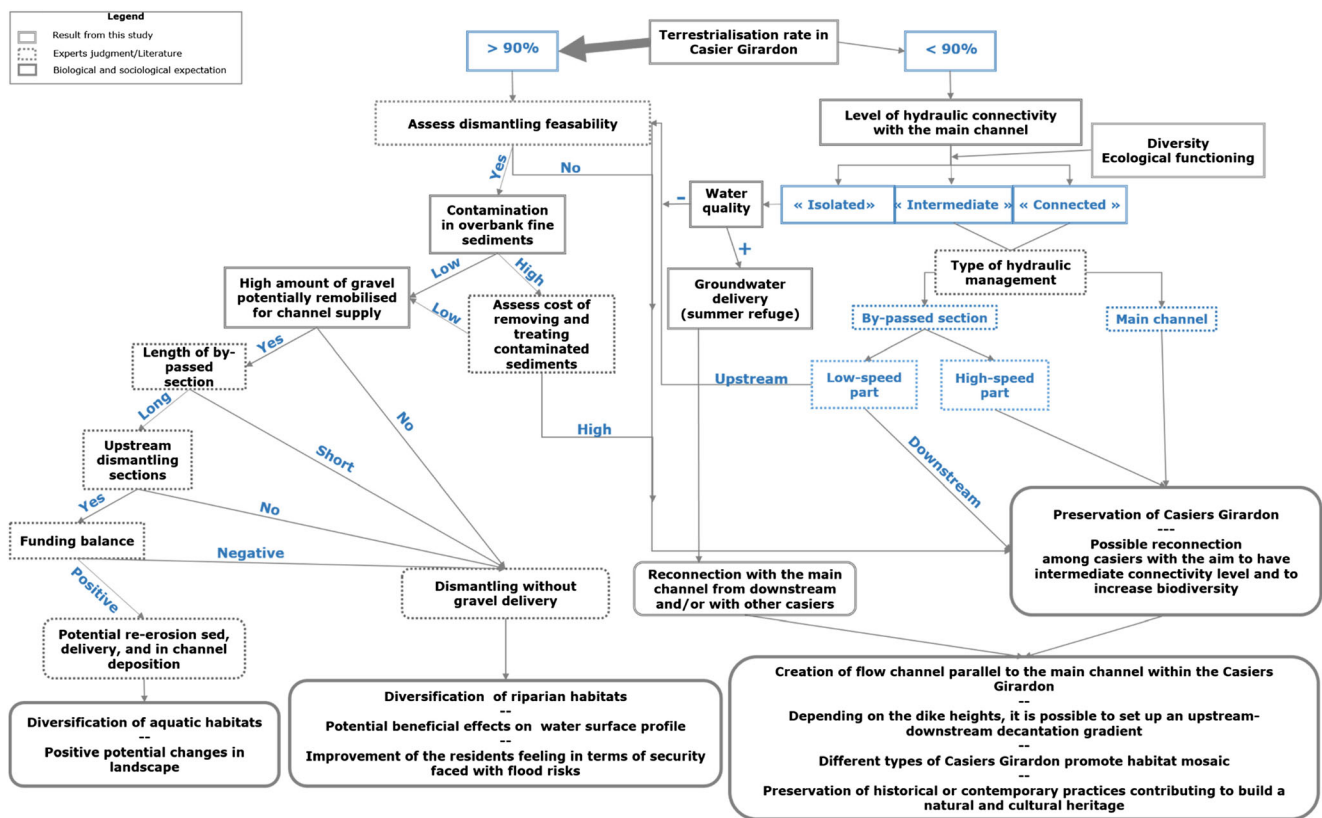 Legend
Result from this study
Experts judgment/Literature
Biological and sociological expectation
Terrestrialisation rate in
Casier Girardon
> 90%
< 90%
Assess dismantling feasability
Level of hydraulic connectivity
with the main channel
Diversity
Ecological functioning
Yes
No
Water
quality
–
+
« Isolated»
« Intermediate »
« Connected »
Contamination
in overbank fine
sediments
Low
High
Type of hydraulic
management
High amount of gravel
potentially remobilised
for channel supply
Low
Assess cost of
removing and
treating
contaminated
sediments
Groundwater
delivery
(summer refuge)
By-passed section
Main channel
Yes
Length of by-
passed
section
Upstream
Low-speed
part
High-speed
part
Long
No
High
Short
Downstream
Upstream
dismantling
sections
Yes
No
Funding balance
Negative
Positive
Preservation of Casiers Girardon
---
Possible reconnection
among casiers with the aim to have
intermediate connectivity level and to
increase biodiversity
Dismantling without
gravel delivery
Reconnection with the main
channel from downstream
and/or with other casiers
Potential re-erosion sed,
delivery, and in channel
deposition
Diversification of aquatic habitats
--
Positive potential changes in
landscape
Diversification of riparian habitats
--
Potential beneficial effects on water surface profile
--
Improvement of the residents feeling in terms of security
faced with flood risks
Creation of flow channel parallel to the main channel within the Casiers
Girardon
--
Depending on the dike heights, it is possible to set up an upstream-
downstream decantation gradient
--
Different types of Casiers Girardon promote habitat mosaic
--
Preservation of historical or contemporary practices contributing to build a
natural and cultural heritage